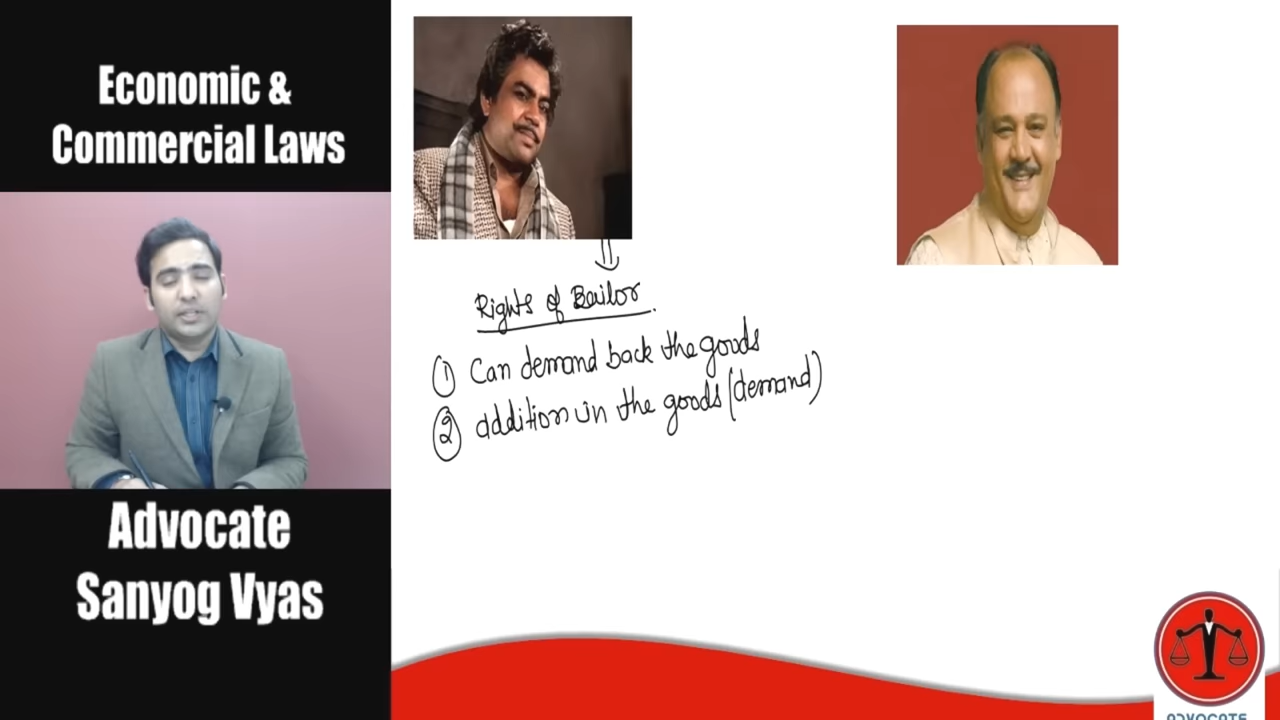 Economic &
Commercial Laws
Advocate
Sanyog Vyas
Rights of Bailor.
① Can demand back the goods
② addition in the goods (demand)
ADVOCATE